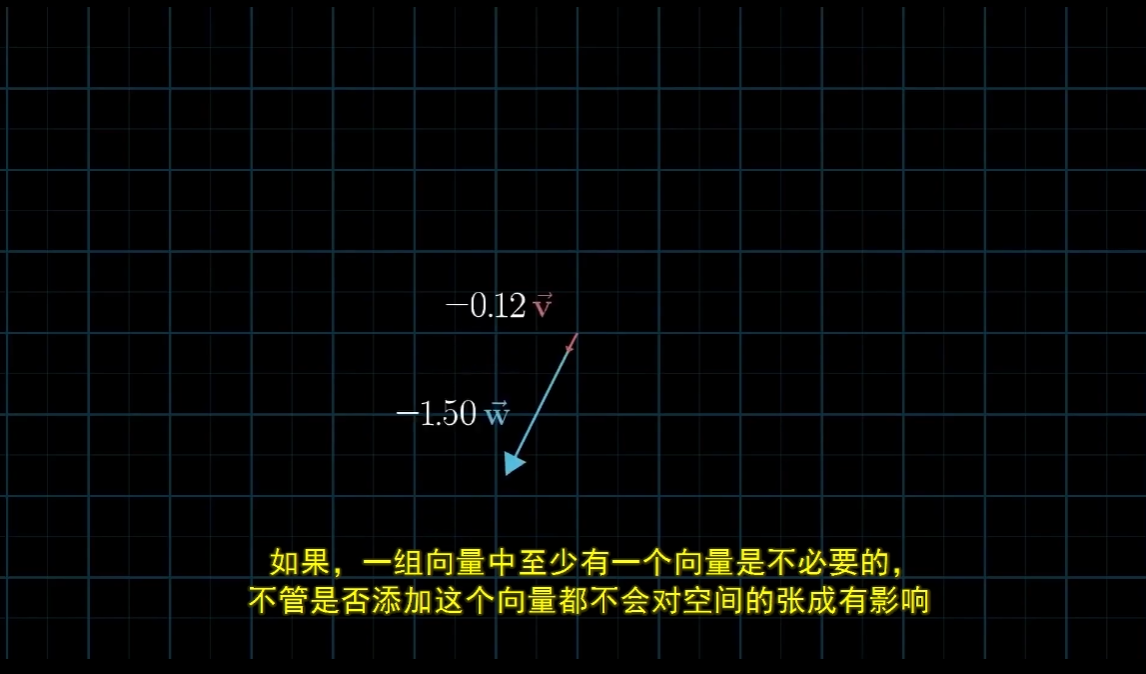 −0.12 v⃗
−1.50 w⃗
如果，一组向量中至少有一个向量是不必要的，
不管是否添加这个向量都不会对空间的张成有影响